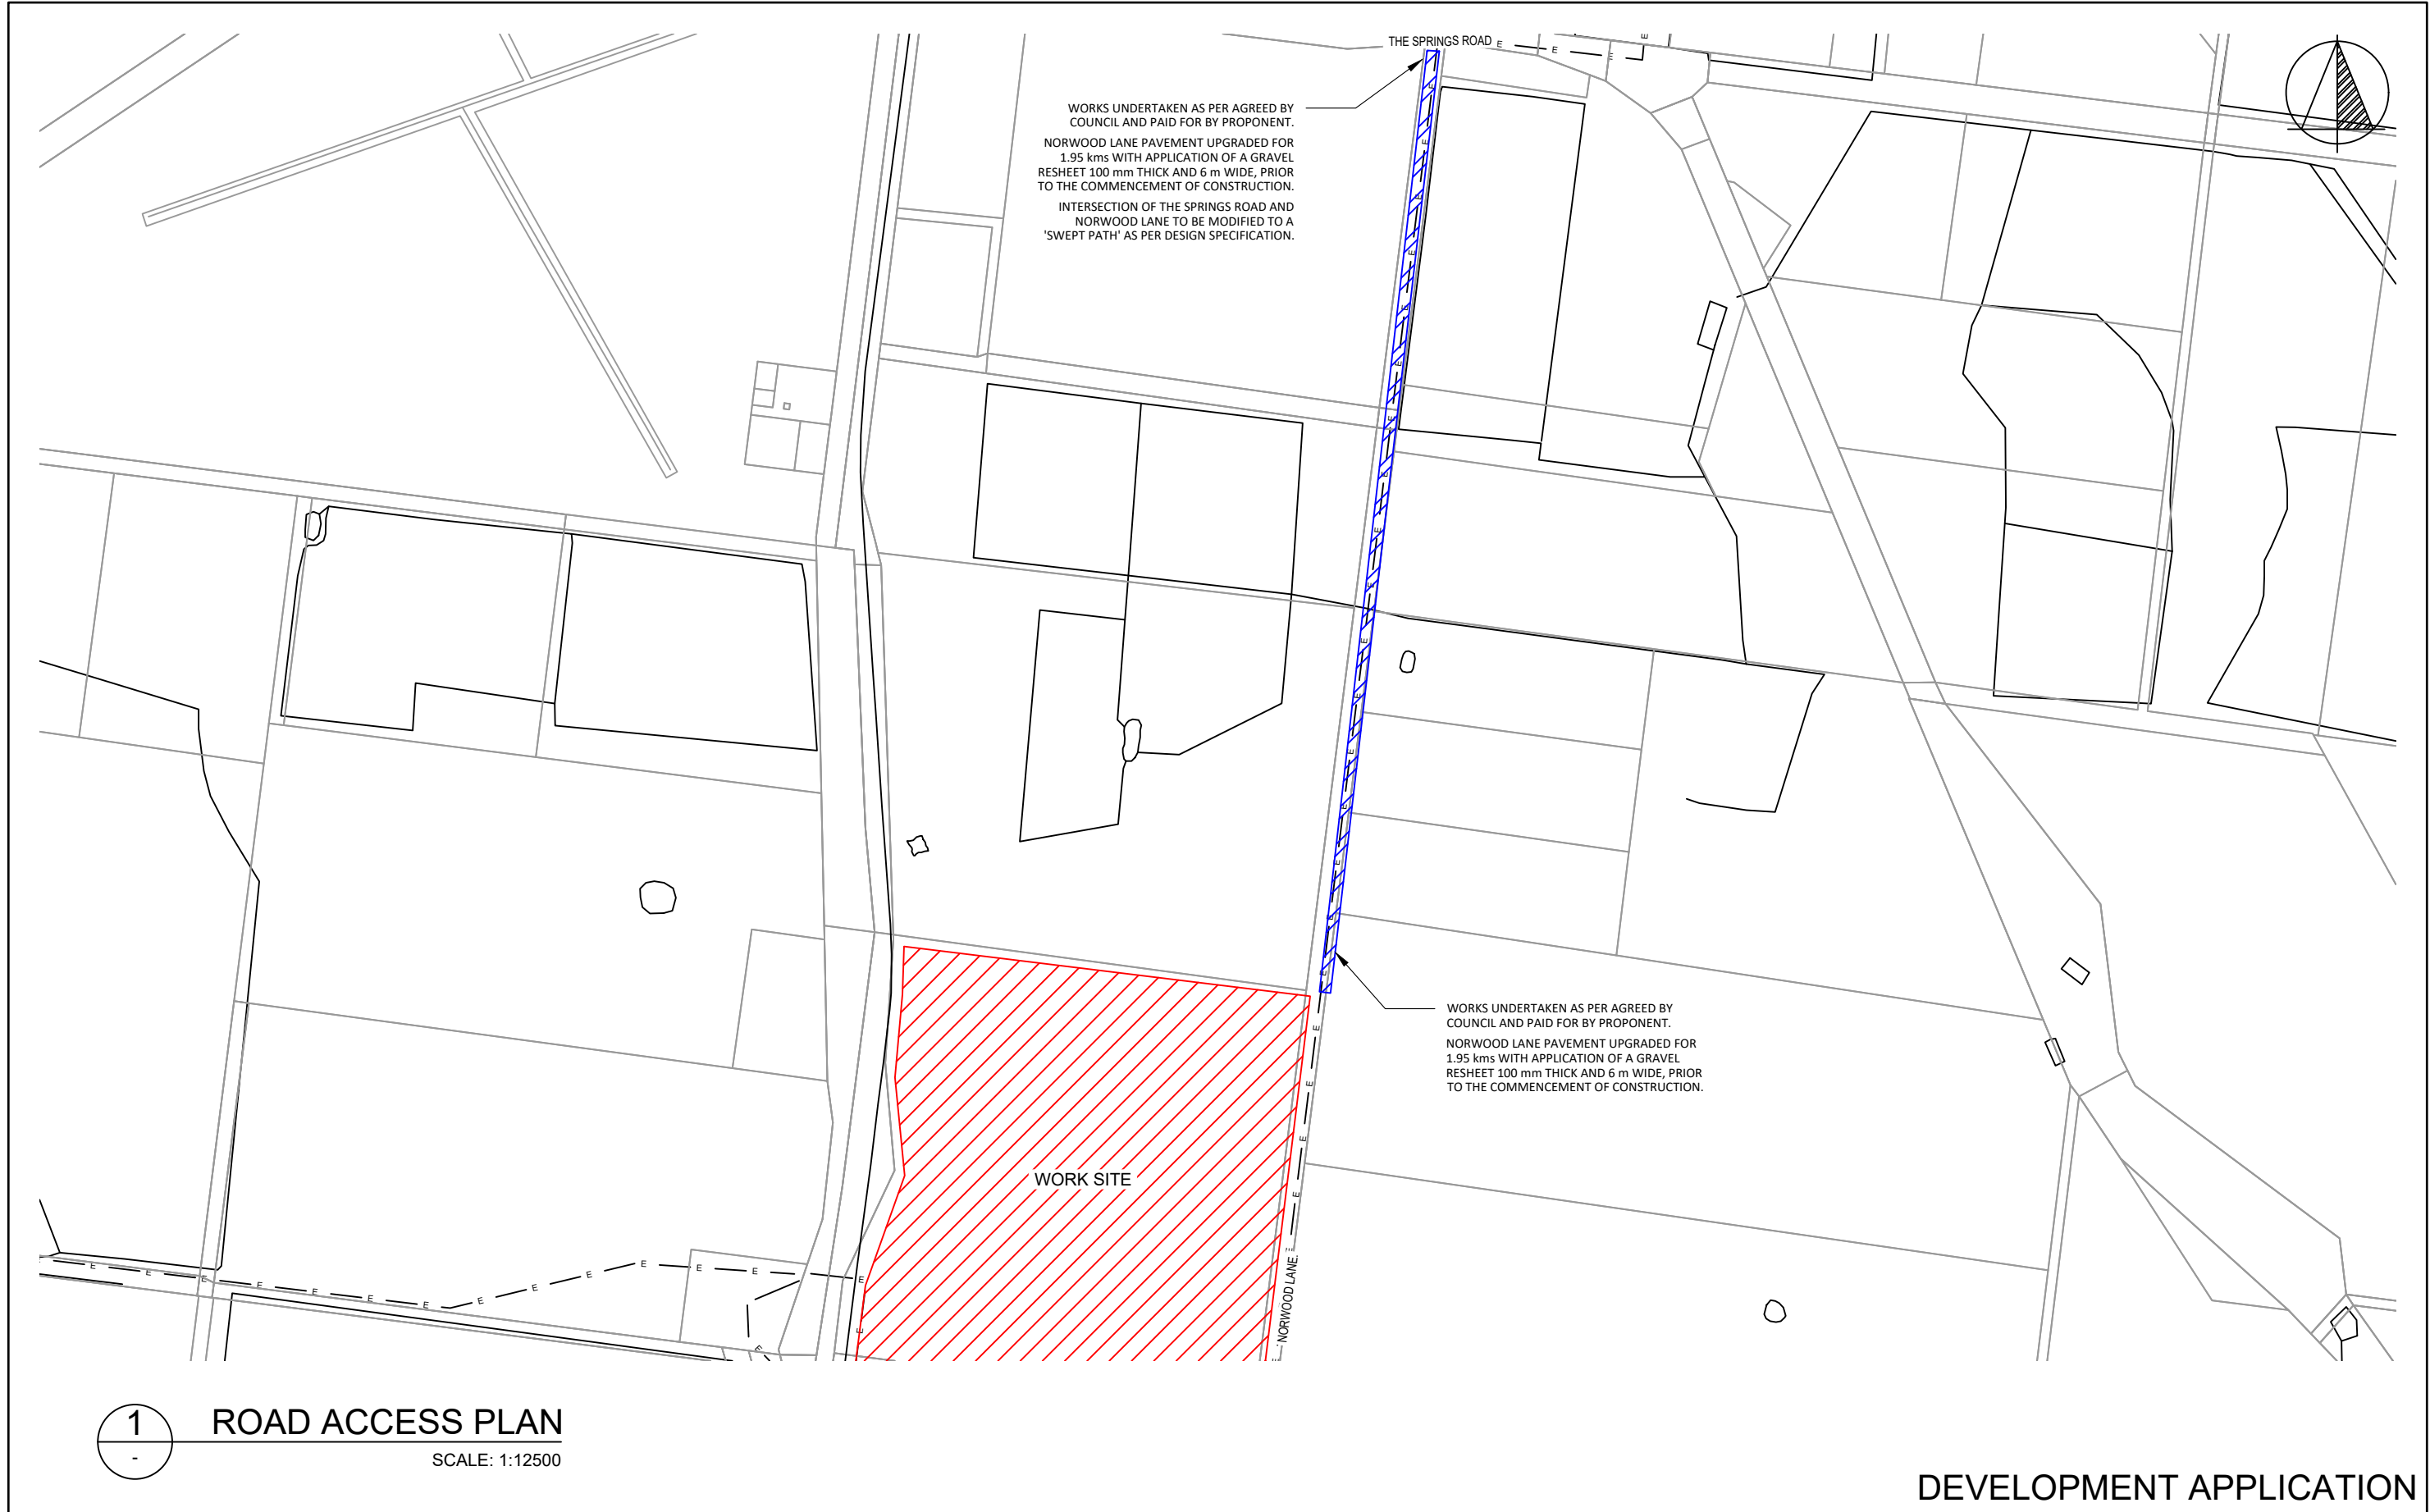 THE SPRINGS ROAD
WORKS UNDERTAKEN AS PER AGREED BY
COUNCIL AND PAID FOR BY PROPONENT.
NORWOOD LANE PAVEMENT UPGRADED FOR
1.95 kms WITH APPLICATION OF A GRAVEL
RESHEET 100 mm THICK AND 6 m WIDE, PRIOR
TO THE COMMENCEMENT OF CONSTRUCTION.
INTERSECTION OF THE SPRINGS ROAD AND
NORWOOD LANE TO BE MODIFIED TO A
'SWEPT PATH' AS PER DESIGN SPECIFICATION.
WORKS UNDERTAKEN AS PER AGREED BY
COUNCIL AND PAID FOR BY PROPONENT.
NORWOOD LANE PAVEMENT UPGRADED FOR
1.95 kms WITH APPLICATION OF A GRAVEL
RESHEET 100 mm THICK AND 6 m WIDE, PRIOR
TO THE COMMENCEMENT OF CONSTRUCTION.
WORK SITE
NORWOOD LANE
1
-
ROAD ACCESS PLAN
SCALE: 1:12500
DEVELOPMENT APPLICATION